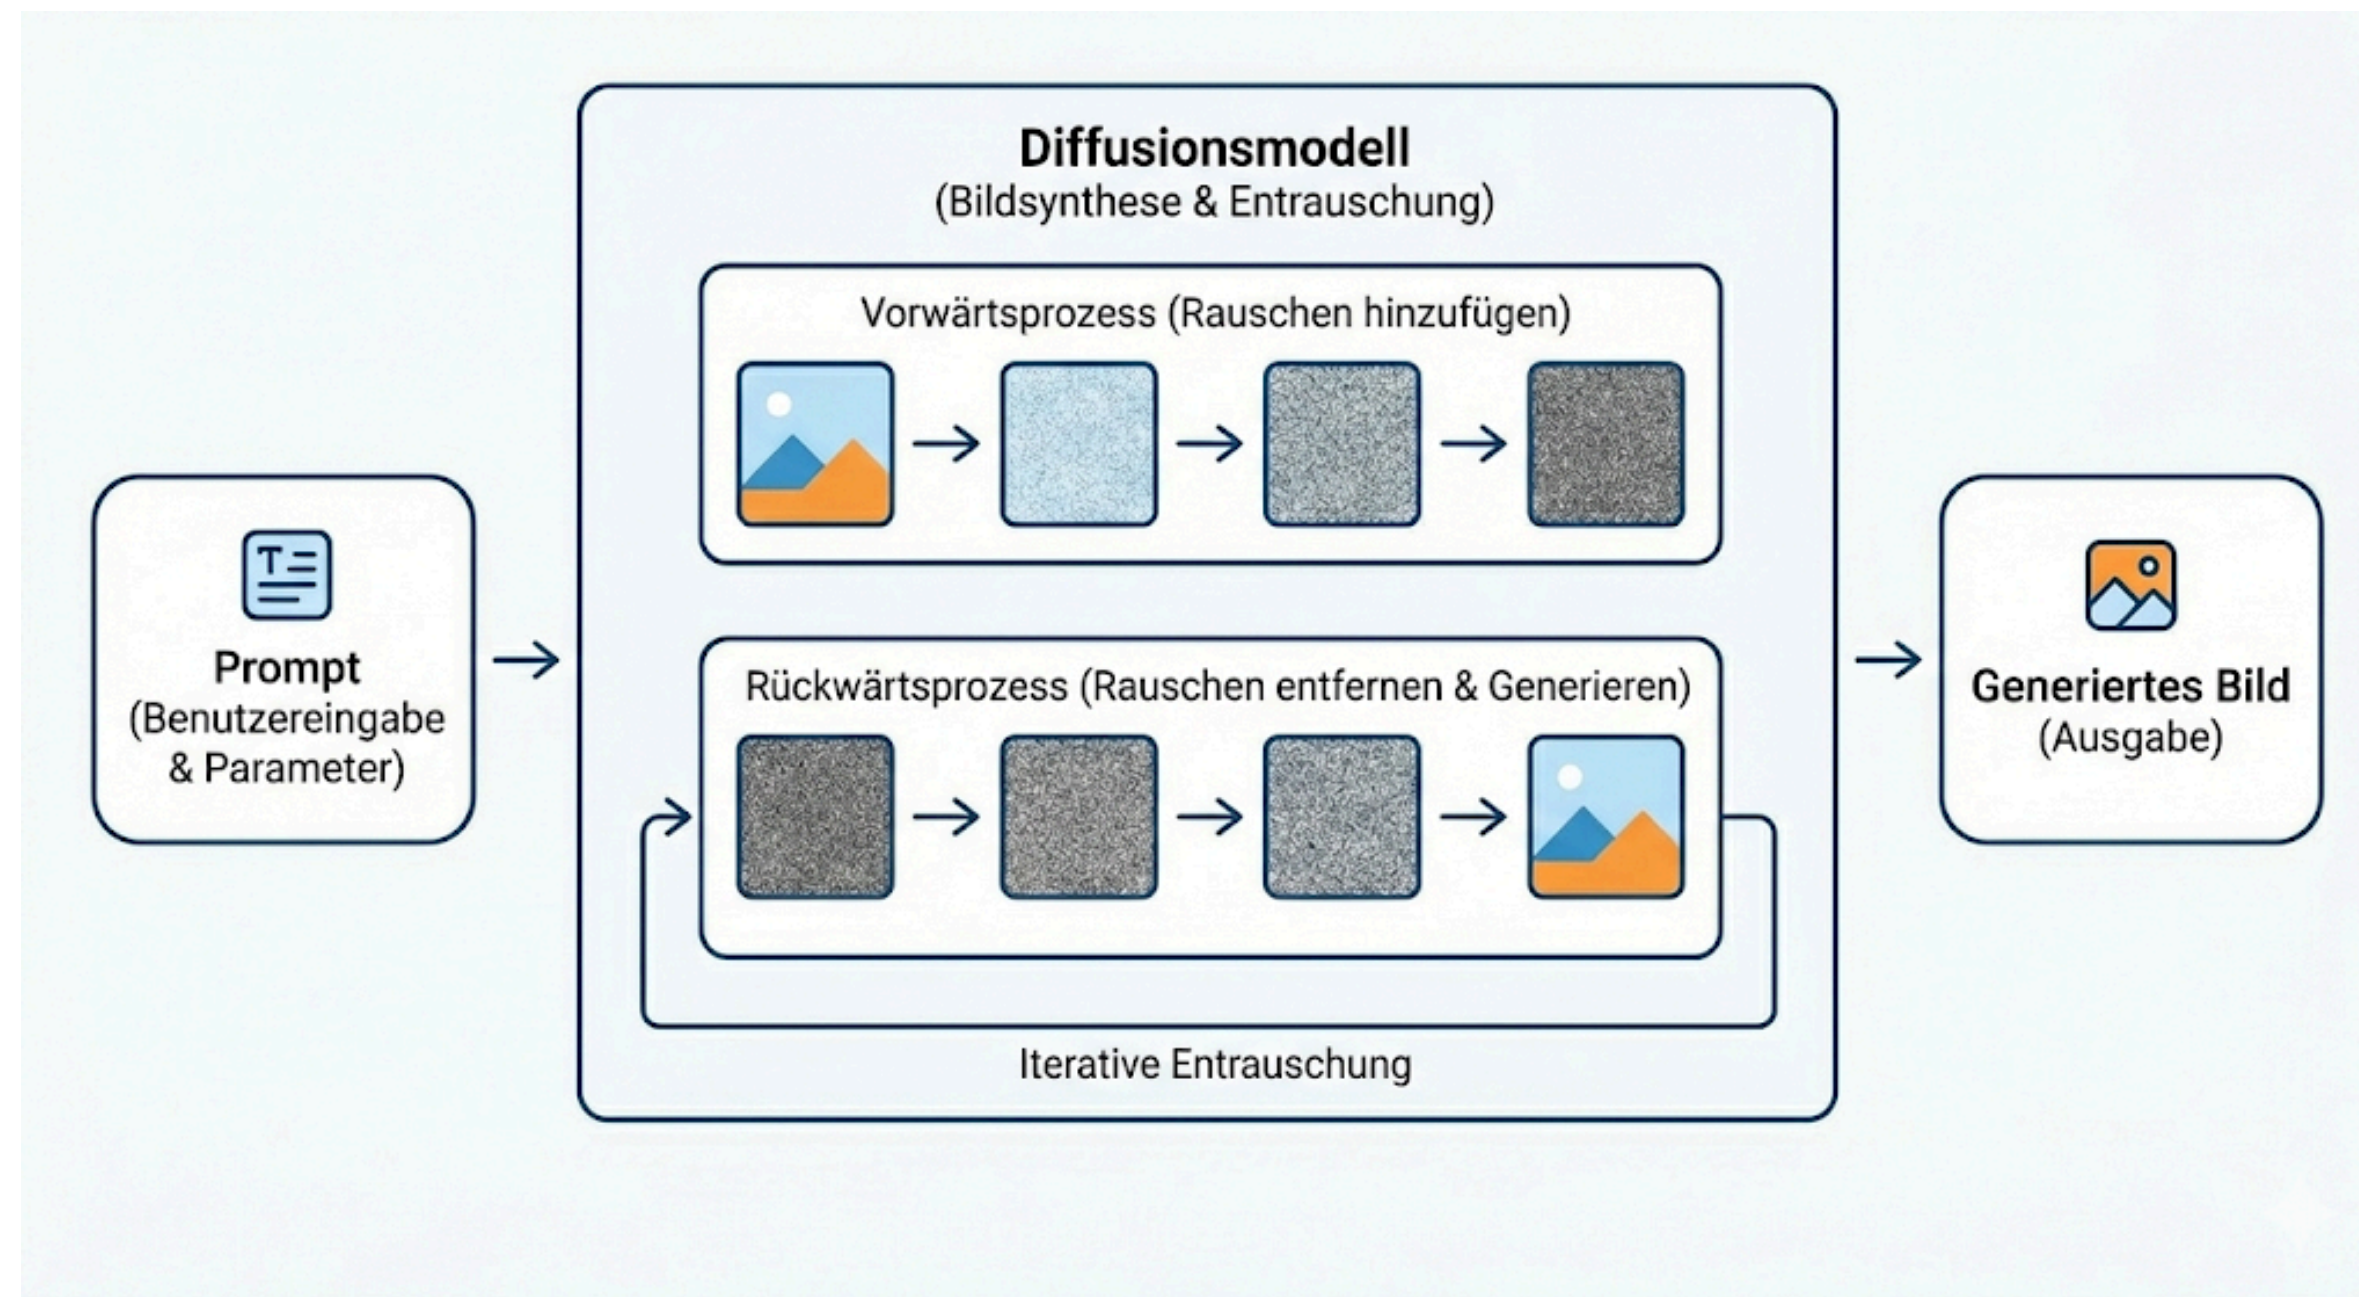 Diffusionsmodell
(Bildsynthese & Entrauschung)
Vorwärtsprozess (Rauschen hinzufügen)
Prompt
(Benutzereingabe
& Parameter)
Rückwärtsprozess (Rauschen entfernen & Generieren)
Iterative Entrauschung
Generiertes Bild
(Ausgabe)